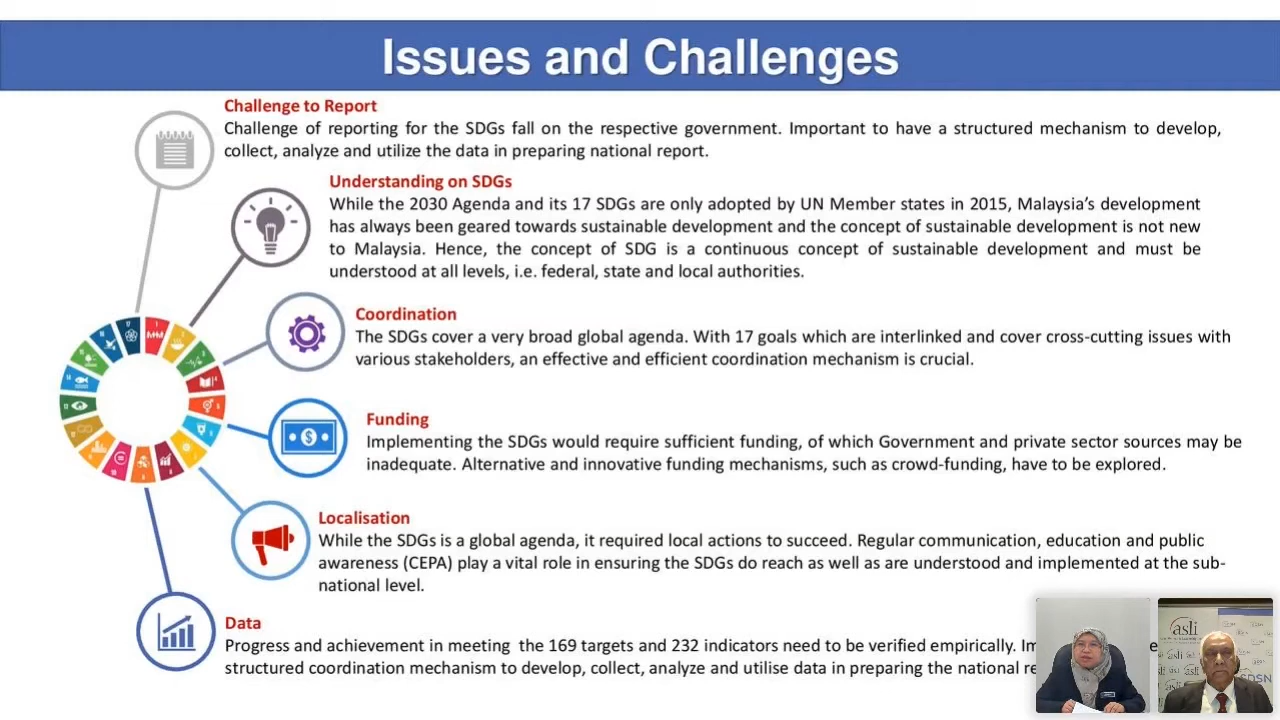 Issues and Challenges
Challenge to Report
Challenge of reporting for the SDGs fall on the respective government. Important to have a structured mechanism to develop,
collect, analyze and utilize the data in preparing national report.
Understanding on SDGs
While the 2030 Agenda and its 17 SDGs are only adopted by UN Member states in 2015, Malaysia's development
has always been geared towards sustainable development and the concept of sustainable development is not new
to Malaysia. Hence, the concept of SDG is a continuous concept of sustainable development and must be
understood at all levels, i.e. federal, state and local authorities.
Coordination
The SDGs cover a very broad global agenda. With 17 goals which are interlinked and cover cross-cutting issues with
various stakeholders, an effective and efficient coordination mechanism is crucial.
Funding
Implementing the SDGs would require sufficient funding, of which Government and private sector sources may be
inadequate. Alternative and innovative funding mechanisms, such as crowd-funding, have to be explored.
Localisation
While the SDGs is a global agenda, it required local actions to succeed. Regular communication, education and public
awareness (CEPA) play a vital role in ensuring the SDGs do reach as well as are understood and implemented at the sub-
national level.
Data
Progress and achievement in meeting the 169 targets and 232 indicators need to be verified empirically.
structured coordination mechanism to develop, collect, analyze and utilise data in preparing the national
asli